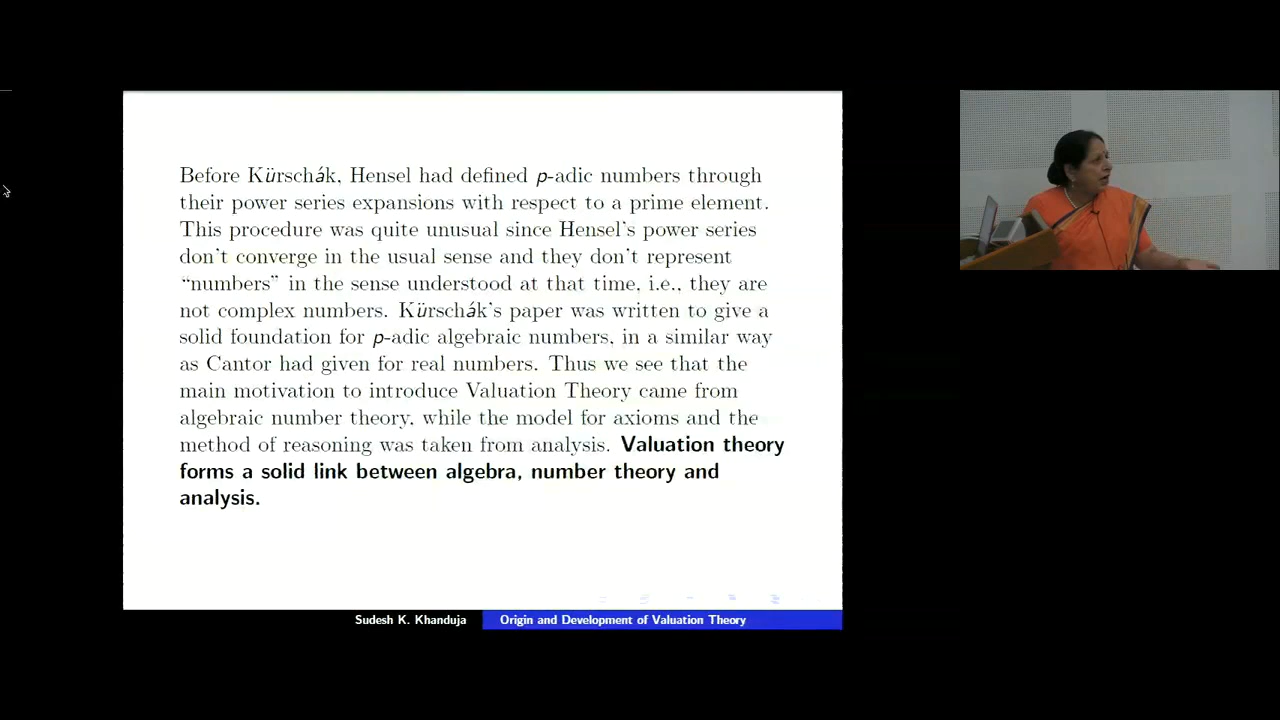 Before Kürschák, Hensel had defined p-adic numbers through
their power series expansions with respect to a prime element.
This procedure was quite unusual since Hensel's power series
don't converge in the usual sense and they don't represent
“numbers” in the sense understood at that time, i.e., they are
not complex numbers. Kürschák's paper was written to give a
solid foundation for p-adic algebraic numbers, in a similar way
as Cantor had given for real numbers. Thus we see that the
main motivation to introduce Valuation Theory came from
algebraic number theory, while the model for axioms and the
method of reasoning was taken from analysis. Valuation theory
forms a solid link between algebra, number theory and
analysis.
Sudesh K. Khanduja
Origin and Development of Valuation Theory